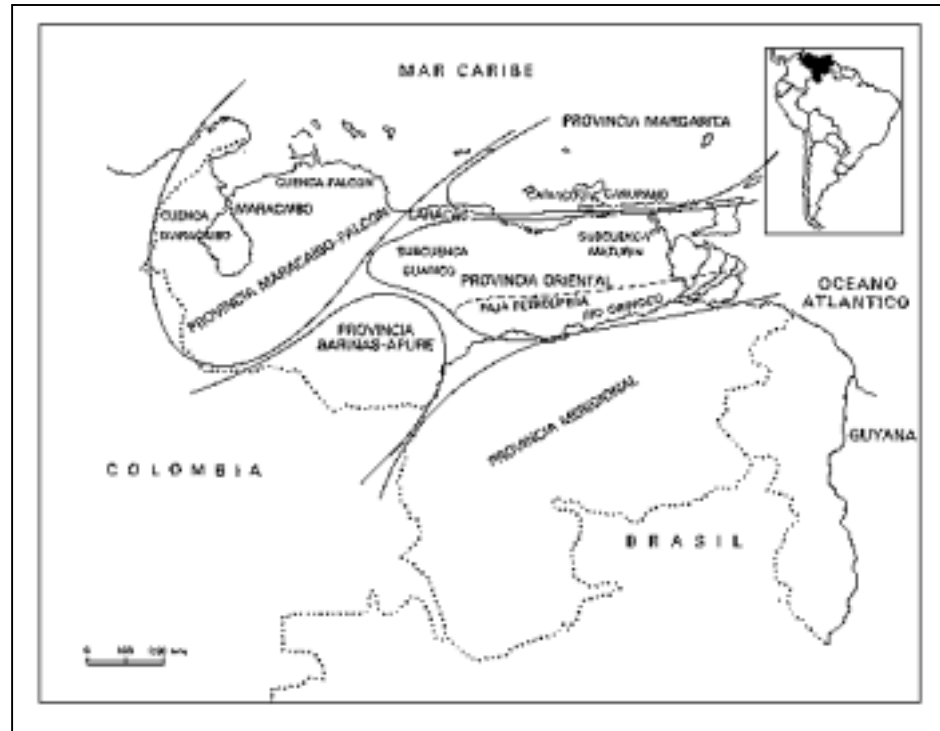 MAR CARIBE
PROVINCIA MARGARITA
CUENCA FALCON
CARUPANO
CUENCA
MARACAIBO
MARACAIBO
PROVINCIA MARACAIBO-FALCON
SUBCUENCA
GUARICO
SUBCUENCA
MATURIN
PROVINCIA ORIENTAL
FAJA PETROLIFERA
RIO ORINOCO
OCEANO
ATLANTICO
PROVINCIA
BARINAS-APURE
PROVINCIA MERIDIONAL
GUYANA
COLOMBIA
BRASIL